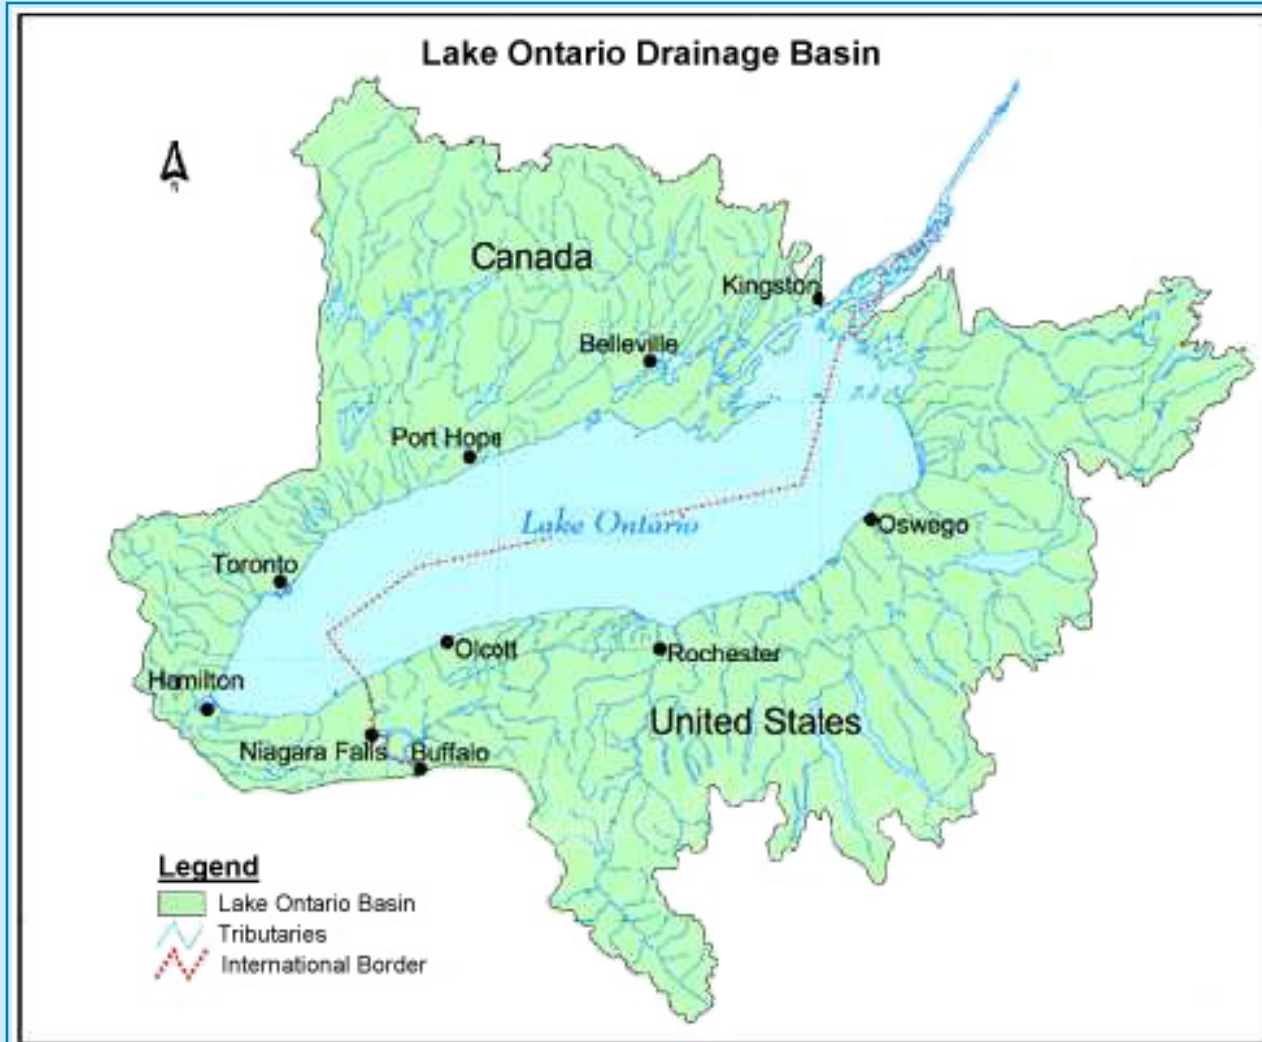 Lake Ontario Drainage Basin
N
Canada
Kingston
Belleville
Port Hope
Lake Ontario
Oswego
Toronto
Olcott
Rochester
Hamilton
United States
Niagara Falls
Buffalo
Legend
Lake Ontario Basin
Tributaries
International Border